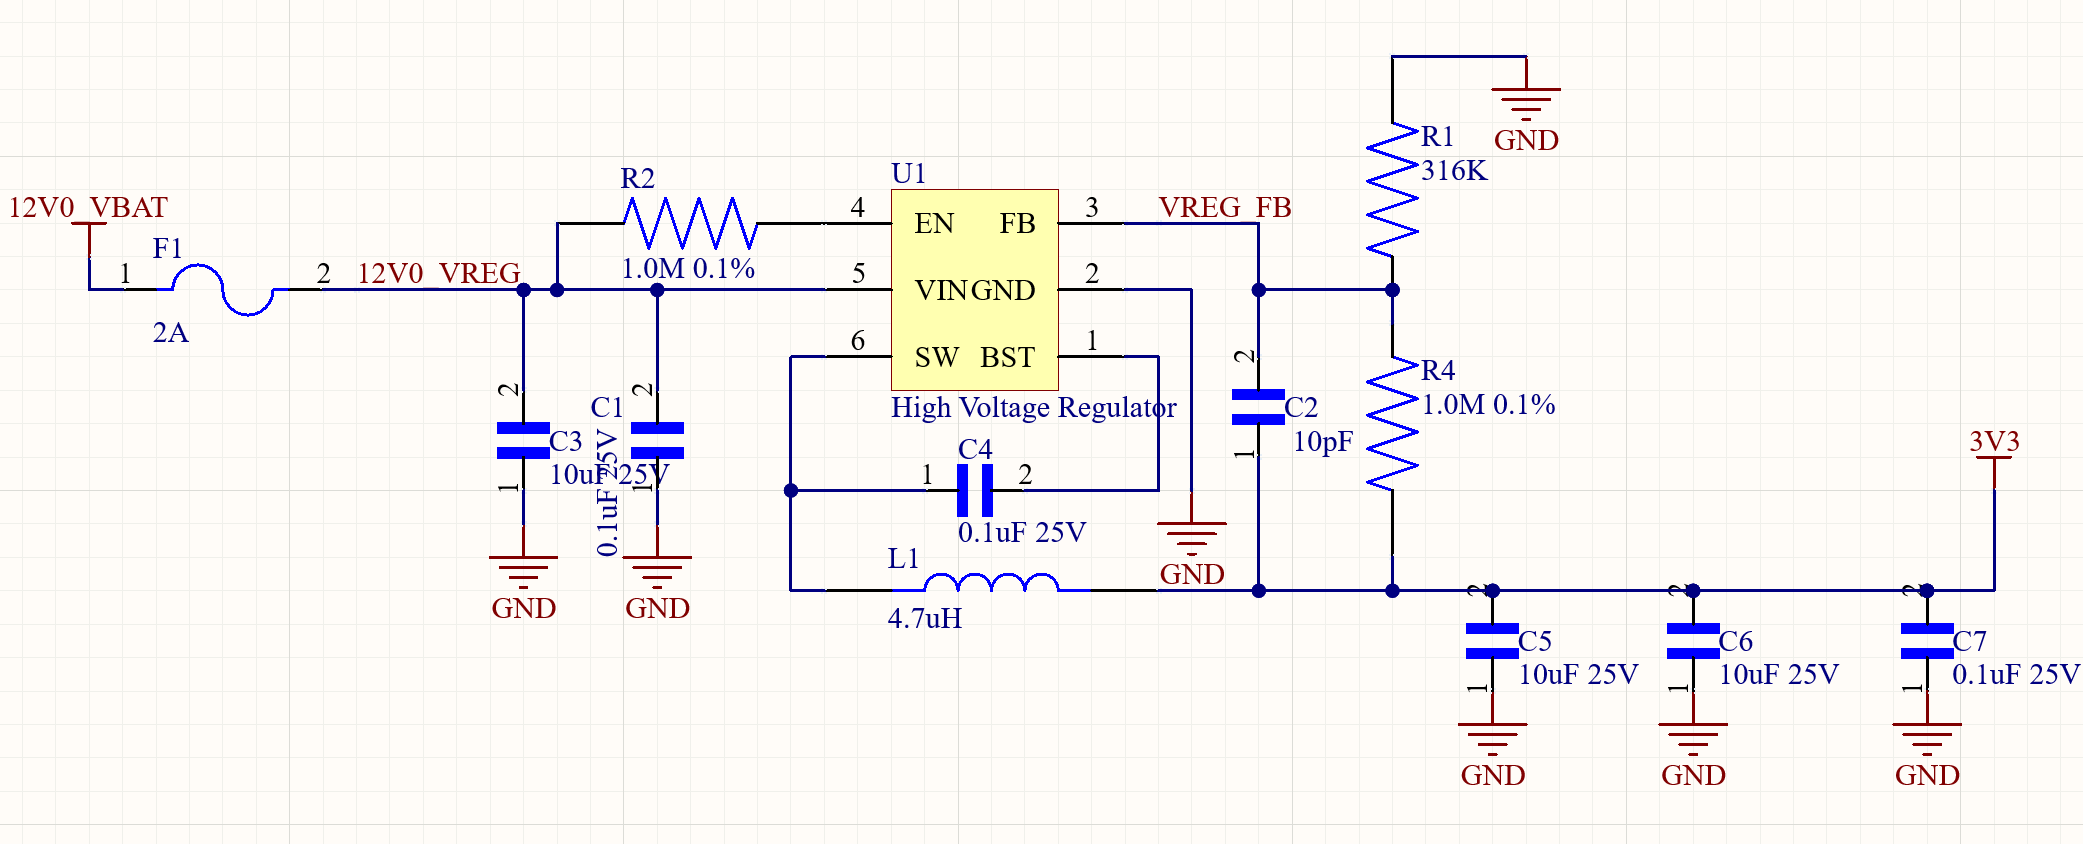 12V0_VBAT
F1
1
2
2A
12V0_VREG
R2
1.0M 0.1%
U1
4
EN
FB
3
5
VIN
GND
2
6
SW
BST
1
High Voltage Regulator
VREG_FB
GND
R1
316K
2
C3
10uF 25V
1
GND
2
C1
0.1uF 25V
1
GND
C4
1
2
0.1uF 25V
L1
4.7uH
GND
2
C2
10pF
1
R4
1.0M 0.1%
3V3
2
C5
10uF 25V
1
GND
2
C6
10uF 25V
1
GND
2
C7
0.1uF 25V
1
GND